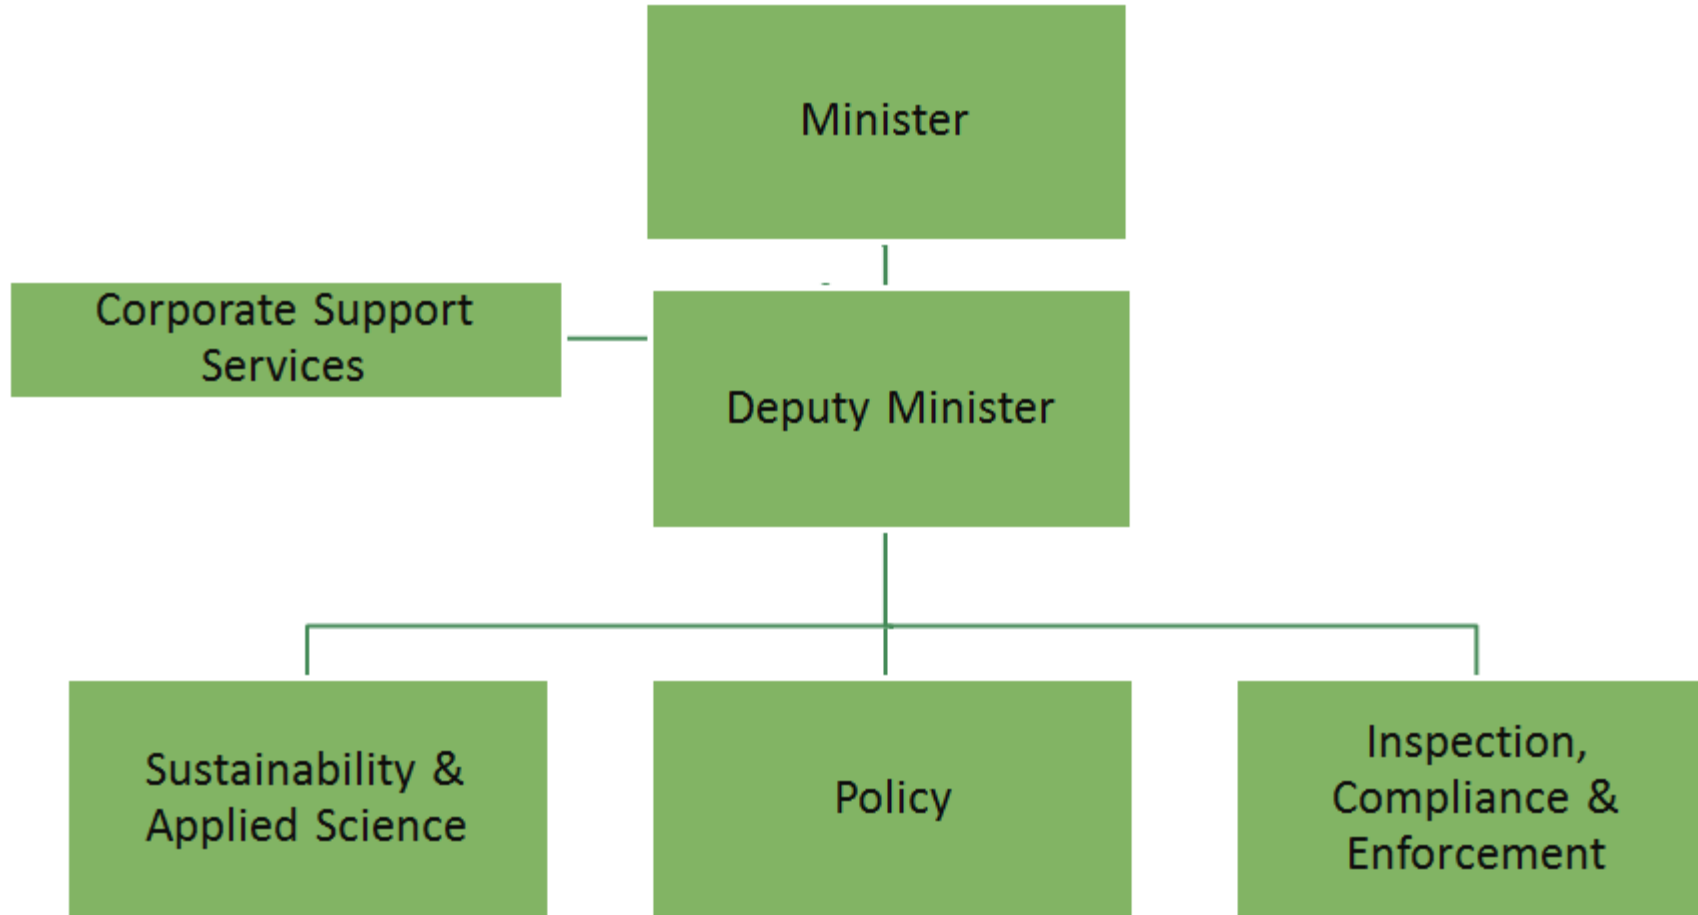 Minister
Corporate Support
Services
Deputy Minister
Sustainability &
Applied Science
Policy
Inspection,
Compliance &
Enforcement